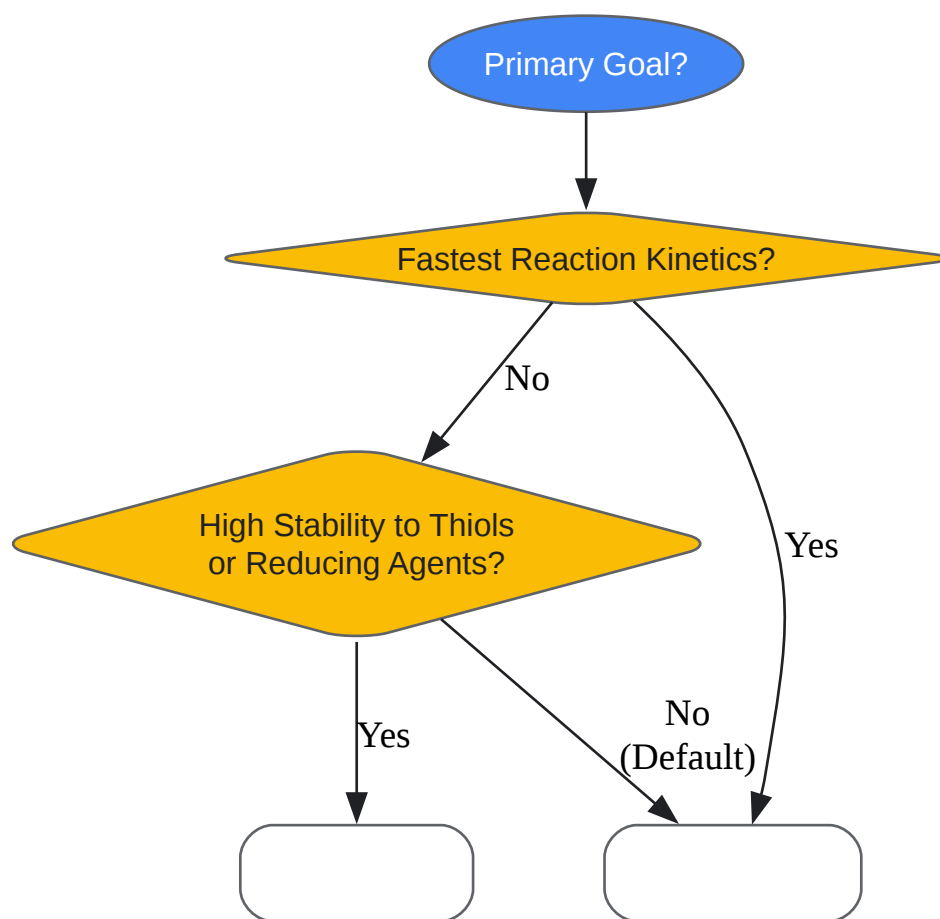 Primary Goal?
Fastest Reaction Kinetics?
No
High Stability to Thiols
or Reducing Agents?
Yes
Yes
No
(Default)